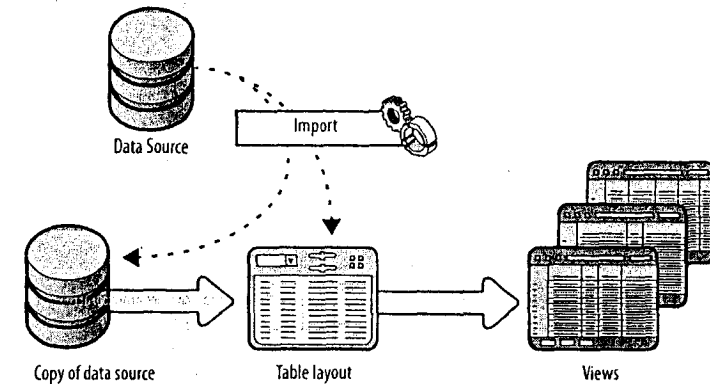 Data Source
Import
Copy of data source
Table layout
Views